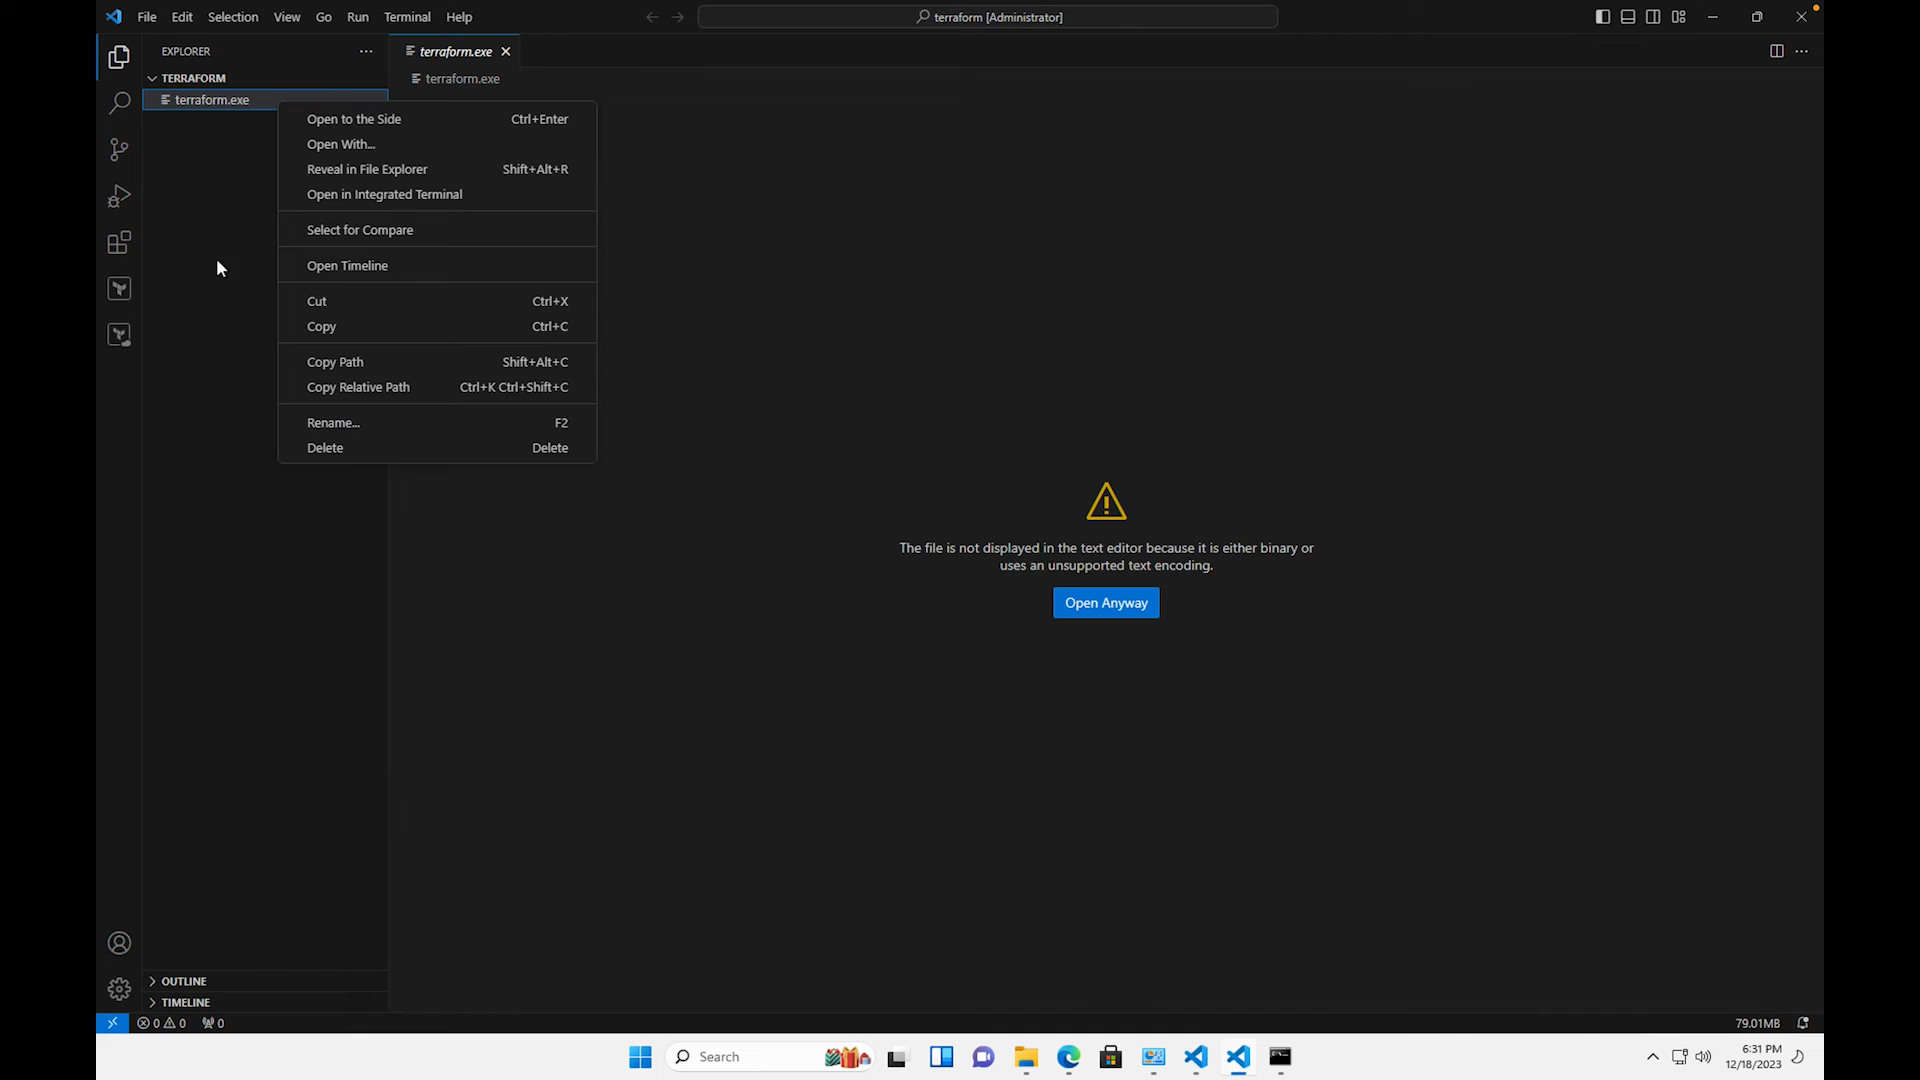 File Edit Selection View Go Run Terminal Help
terraform [Administrator]
EXPLORER
terraform.exe
TERRAFORM
terraform.exe
terraform.exe
Open to the Side Ctrl+Enter
Open With...
Reveal in File Explorer Shift+Alt+R
Open in Integrated Terminal
Select for Compare
Open Timeline
Cut Ctrl+X
Copy Ctrl+C
Copy Path Shift+Alt+C
Copy Relative Path Ctrl+K Ctrl+Shift+C
Rename... F2
Delete Delete
The file is not displayed in the text editor because it is either binary or
uses an unsupported text encoding.
Open Anyway
OUTLINE
TIMELINE
0 0 0
79.01MB
Search
6:31 PM
12/18/2023